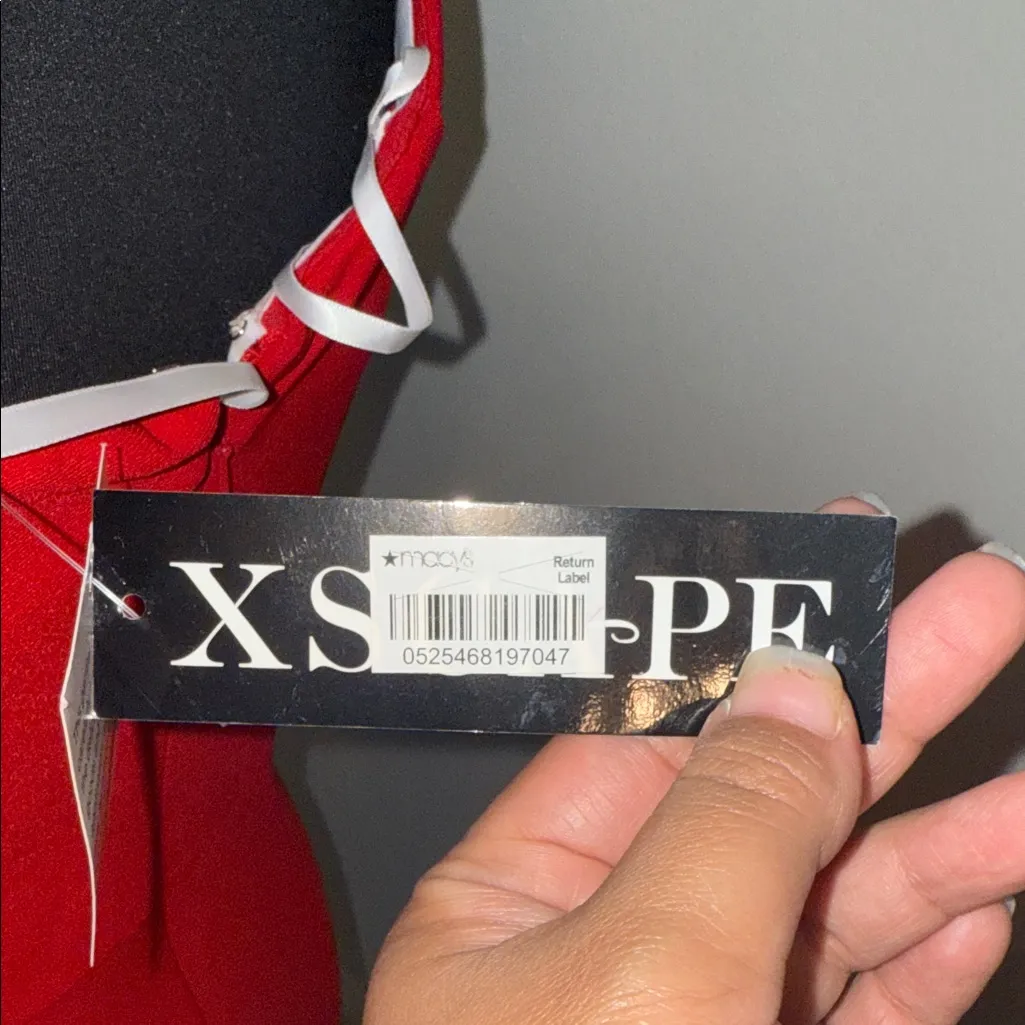 XS PE
★macy's
Return
Label
0525468197047